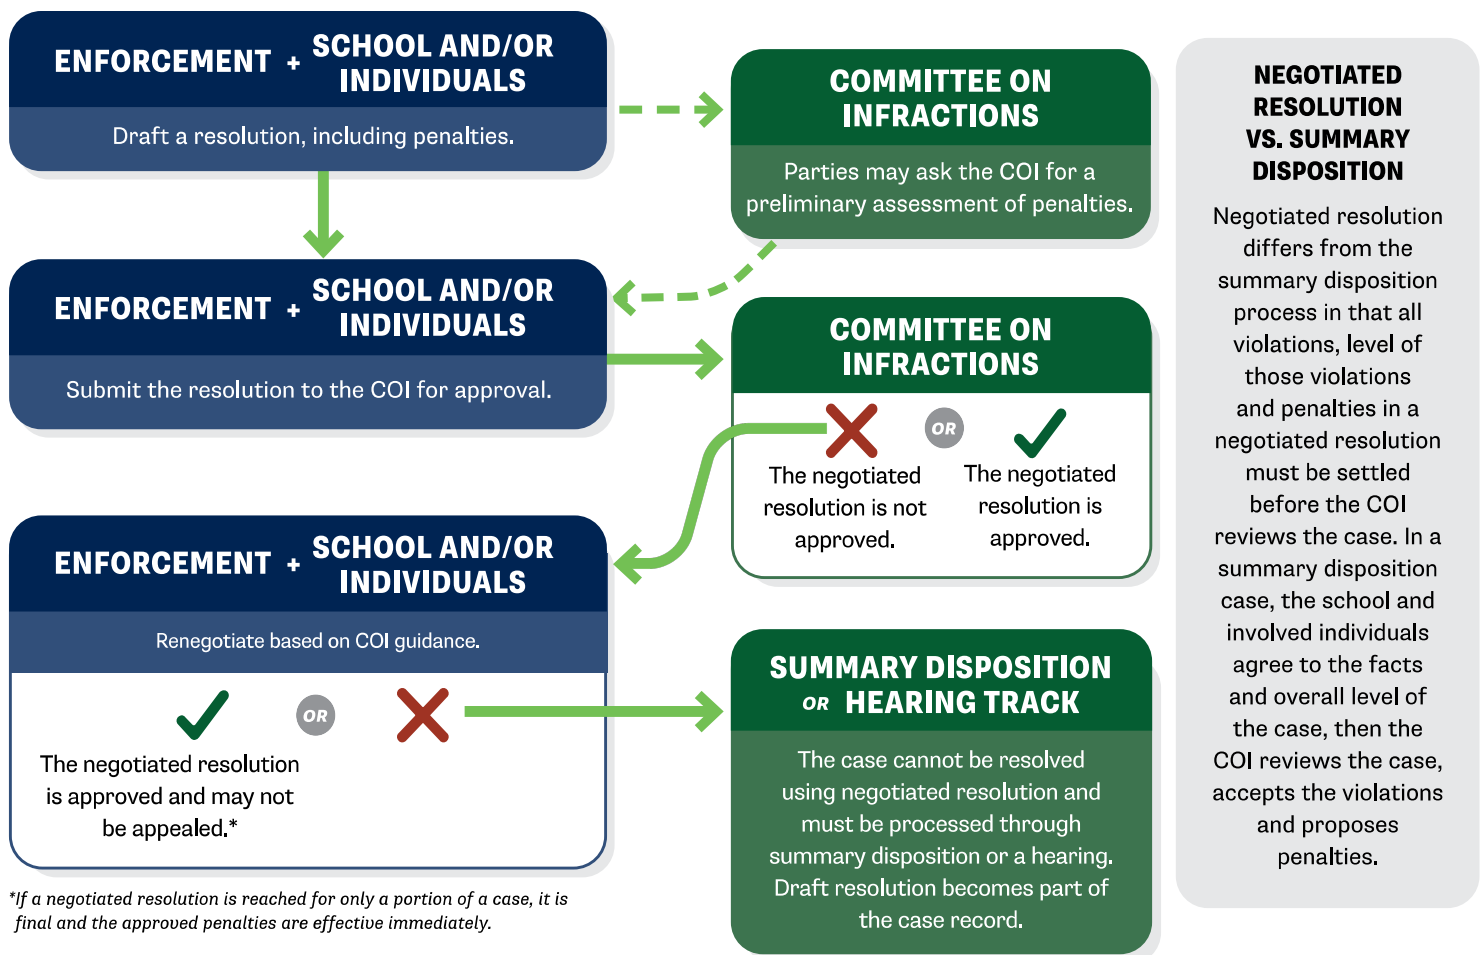 ENFORCEMENT + SCHOOL AND/OR
INDIVIDUALS
Draft a resolution, including penalties.
COMMITTEE ON
INFRACTIONS
Parties may ask the COI for a
preliminary assessment of penalties.
ENFORCEMENT + SCHOOL AND/OR
INDIVIDUALS
Submit the resolution to the COI for approval.
COMMITTEE ON
INFRACTIONS
OR
The negotiated
resolution is not
approved.
The negotiated
resolution is
approved.
ENFORCEMENT + SCHOOL AND/OR
INDIVIDUALS
Renegotiate based on COI guidance.
OR
The negotiated resolution
is approved and may not
be appealed.*
SUMMARY DISPOSITION
OR HEARING TRACK
The case cannot be resolved
using negotiated resolution and
must be processed through
summary disposition or a hearing.
Draft resolution becomes part of
the case record.
*If a negotiated resolution is reached for only a portion of a case, it is
final and the approved penalties are effective immediately.
NEGOTIATED
RESOLUTION
VS. SUMMARY
DISPOSITION
Negotiated resolution
differs from the
summary disposition
process in that all
violations, level of
those violations
and penalties in a
negotiated resolution
must be settled
before the COI
reviews the case. In a
summary disposition
case, the school and
involved individuals
agree to the facts
and overall level of
the case, then the
COI reviews the case,
accepts the violations
and proposes
penalties.